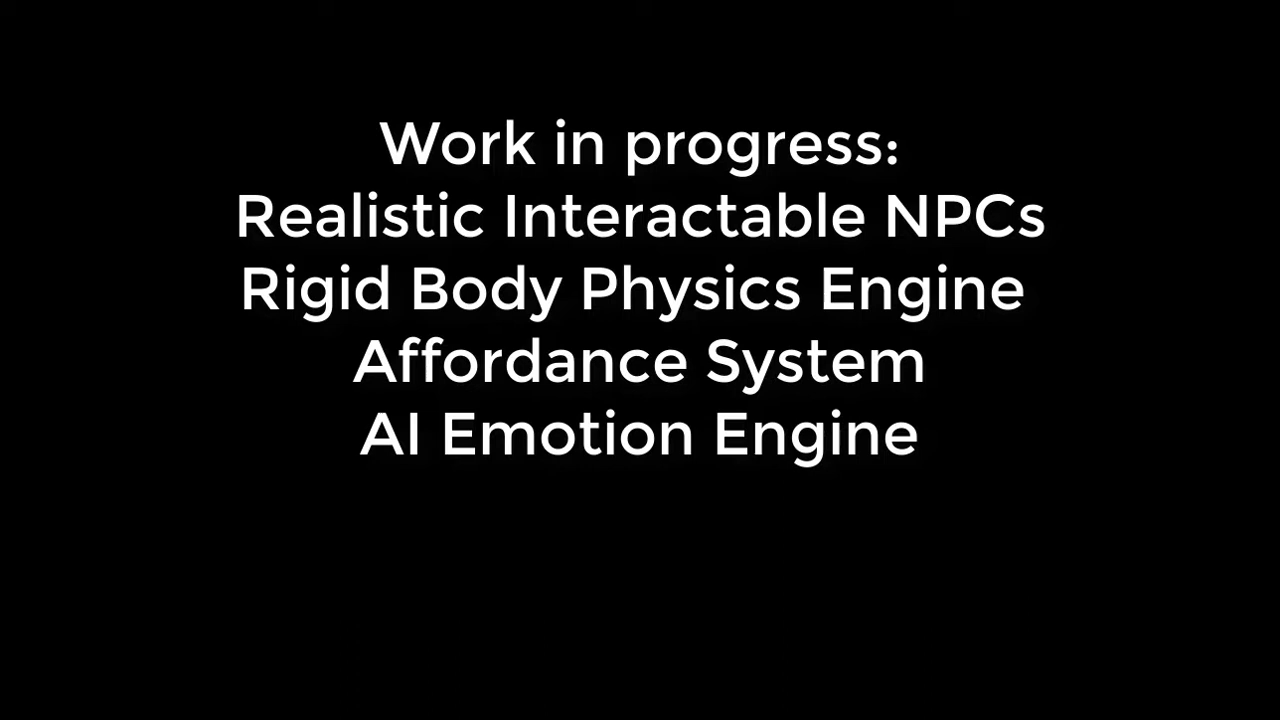 Work in progress:
Realistic Interactable NPCs
Rigid Body Physics Engine
Affordance System
AI Emotion Engine